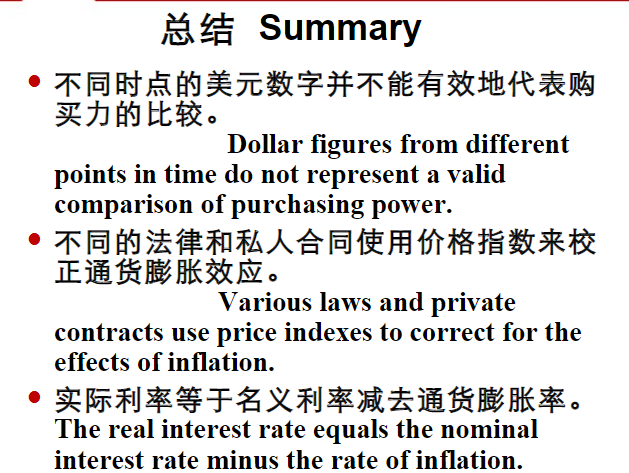 总结 Summary
不同时点的美元数字并不能有效地代表购
买力的比较。
Dollar figures from different
points in time do not represent a valid
comparison of purchasing power.
不同的法律和私人合同使用价格指数来校
正通货膨胀效应。
Various laws and private
contracts use price indexes to correct for the
effects of inflation.
实际利率等于名义利率减去通货膨胀率。
The real interest rate equals the nominal
interest rate minus the rate of inflation.